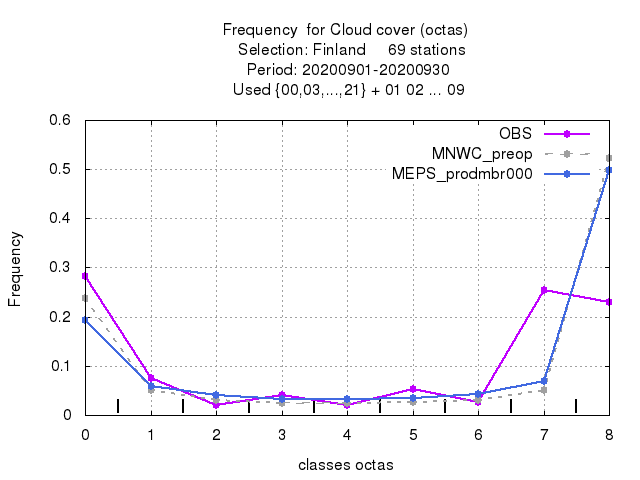 Frequency  for Cloud cover (octas)
Selection: Finland     69 stations
Period: 20200901-20200930
Used {00,03,...,21} + 01 02 ... 09
0.6
0.5
0.4
0.3
0.2
0.1
0
Frequency
OBS
MNWC_preop
MEPS_prodmbr000
0 1 2 3 4 5 6 7 8
classes octas